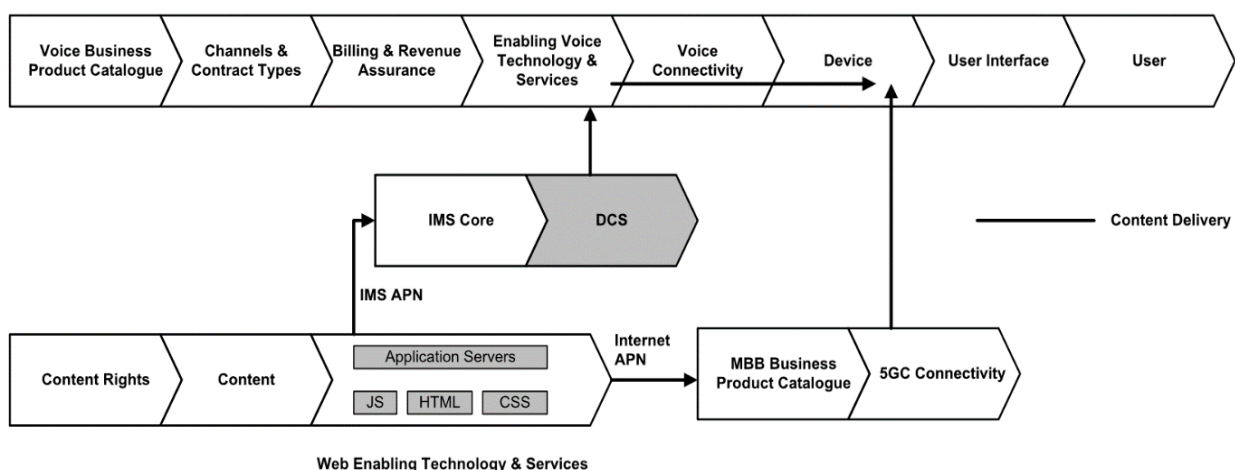 Voice Business
Product Catalogue
Channels &
Contract Types
Billing & Revenue
Assurance
Enabling Voice
Technology &
Services
Voice
Connectivity
Device
User Interface
User
IMS Core
DCS
Content Delivery
IMS APN
Content Rights
Content
Application Servers
JS
HTML
CSS
Internet
APN
MBB Business
Product Catalogue
5GC Connectivity
Web Enabling Technology & Services